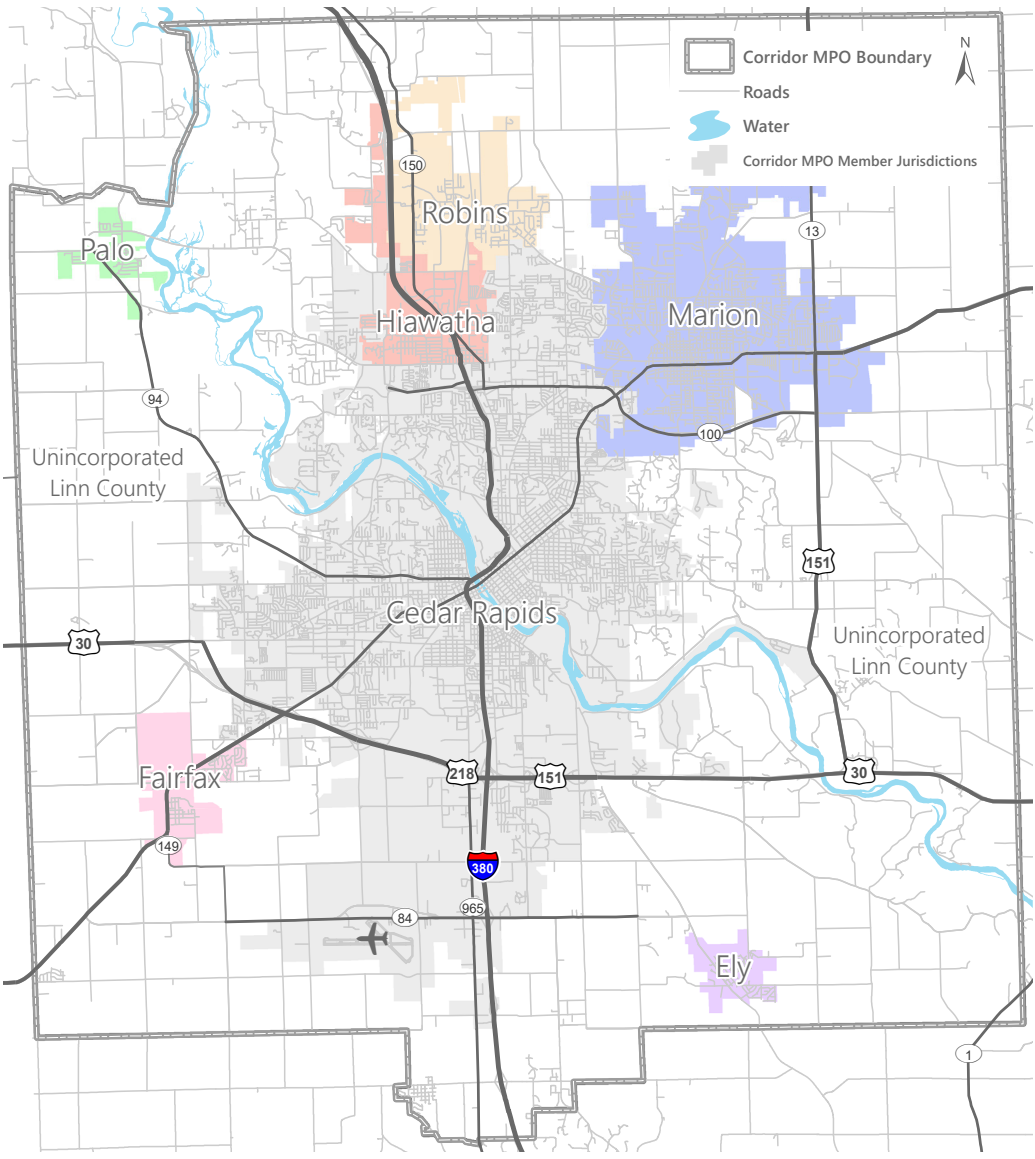 N
Corridor MPO Boundary
Roads
Water
Corridor MPO Member Jurisdictions
150
Robins
13
Palo
Hiawatha
Marion
94
100
Unincorporated
Linn County
151
Cedar Rapids
30
Unincorporated
Linn County
Fairfax
218
151
30
149
380
965
84
Ely
1